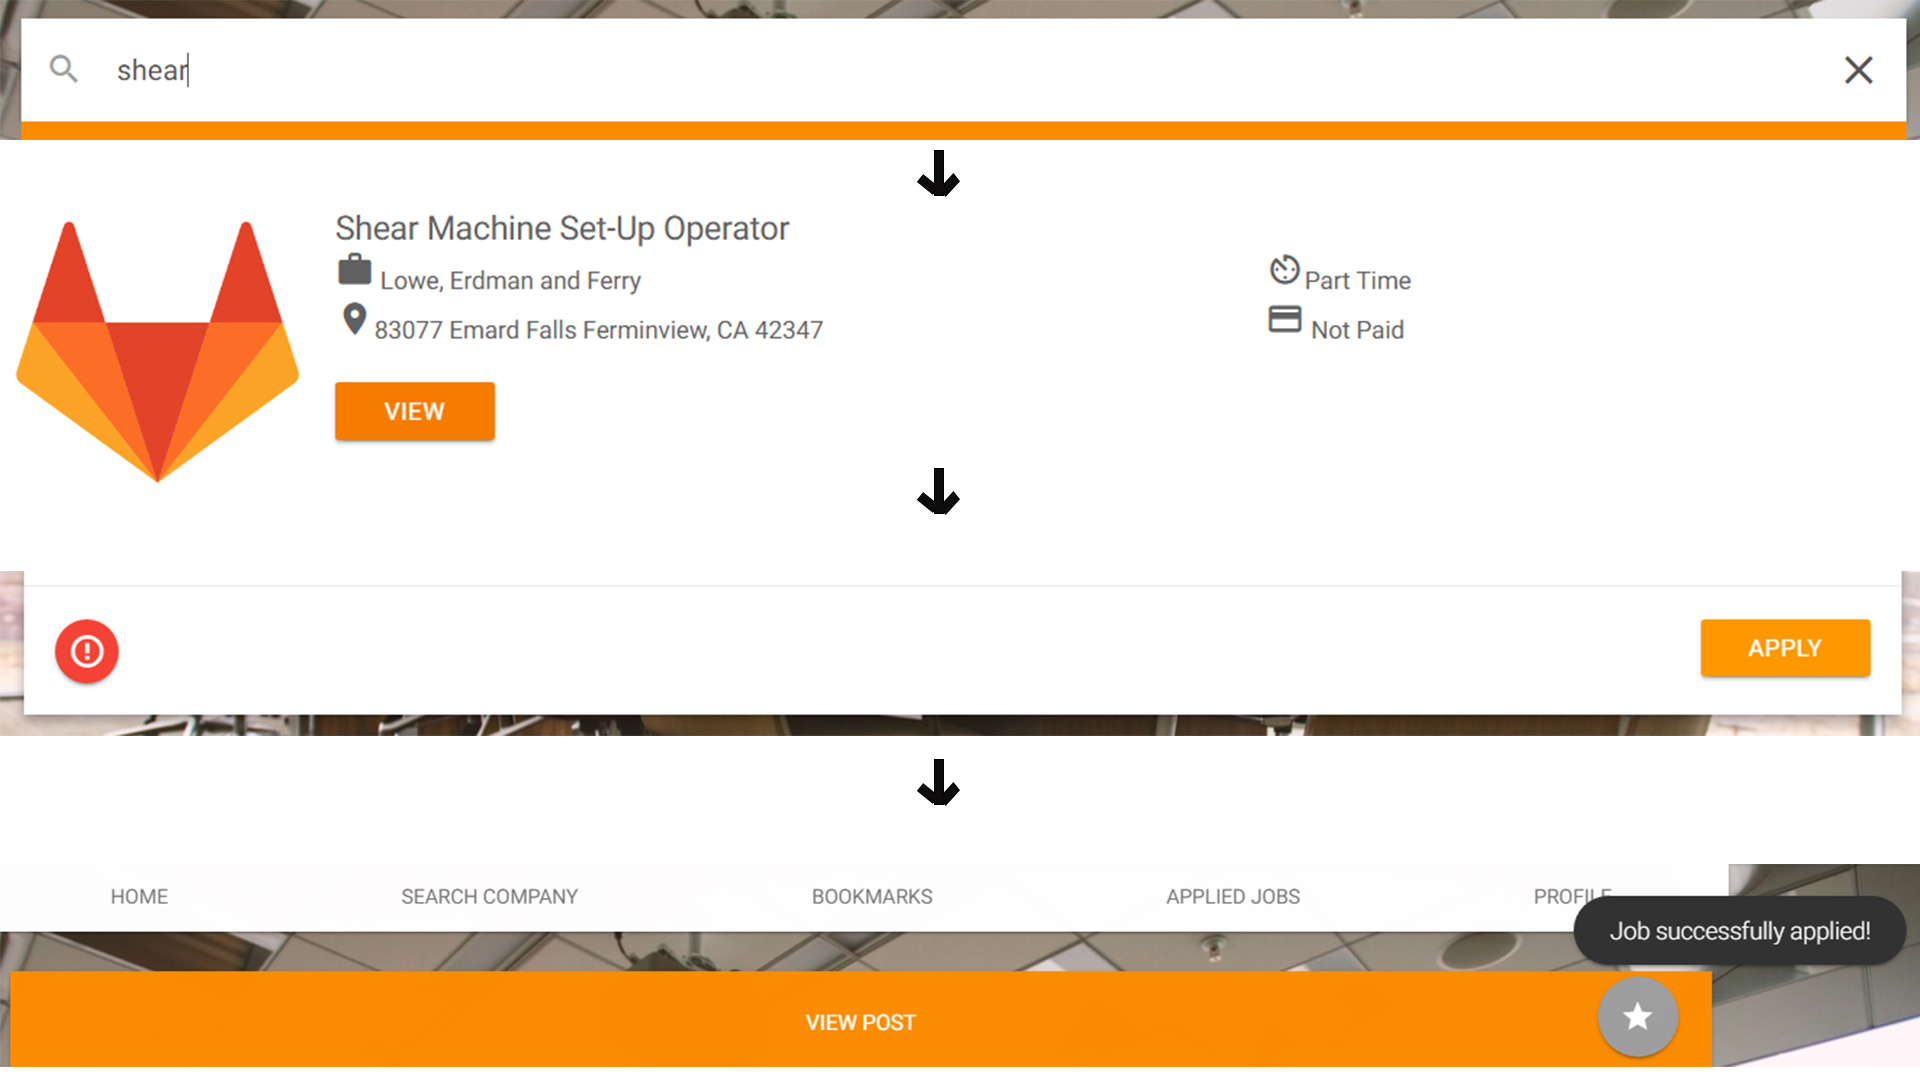 shear
Shear Machine Set-Up Operator
Lowe, Erdman and Ferry
Part Time
83077 Emard Falls Ferminview, CA 42347
Not Paid
VIEW
APPLY
HOME SEARCH COMPANY BOOKMARKS APPLIED JOBS PROFILE
Job successfully applied!
VIEW POST